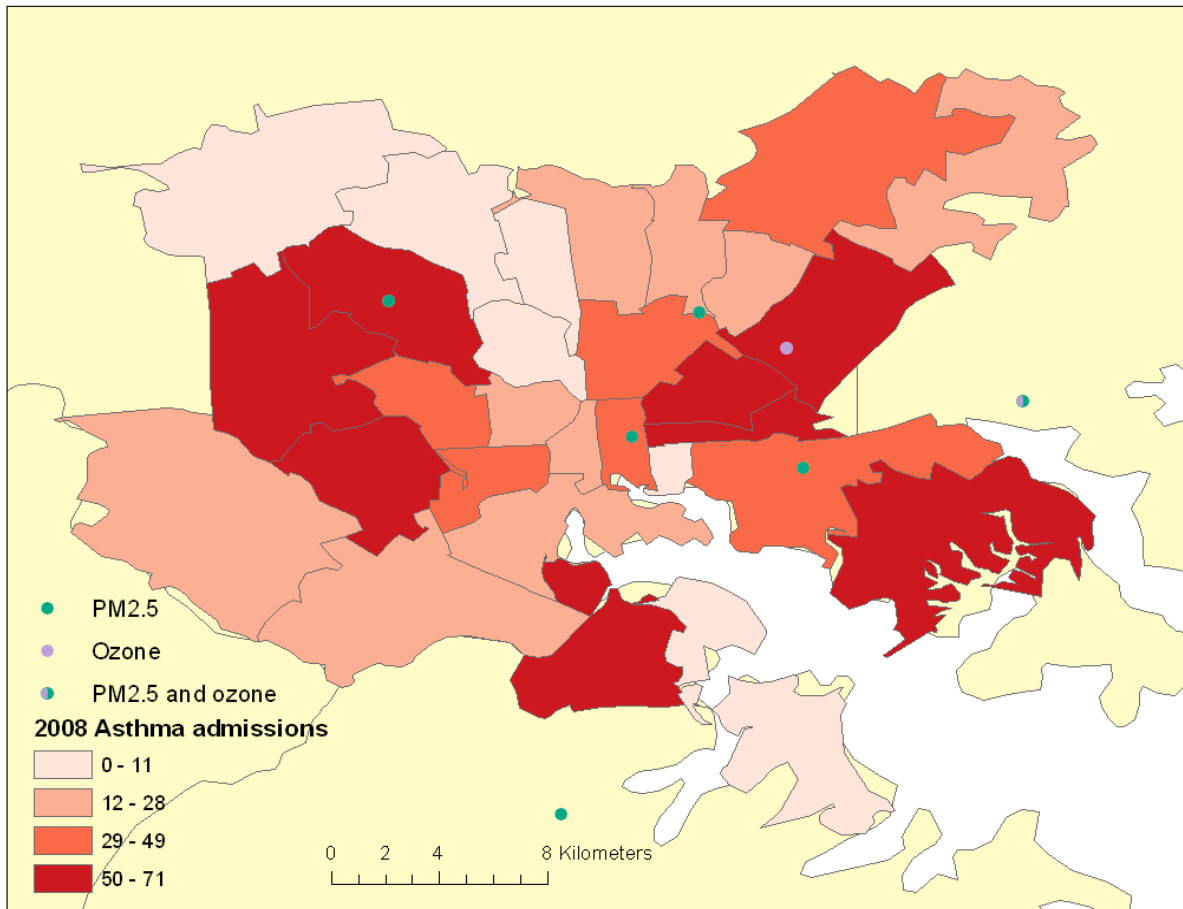 PM2.5
Ozone
PM2.5 and ozone
2008 Asthma admissions
0 - 11
12 - 28
29 - 49
50 - 71
0 2 4 8 Kilometers